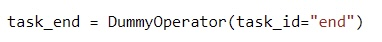 task_end = DummyOperator(task_id="end")